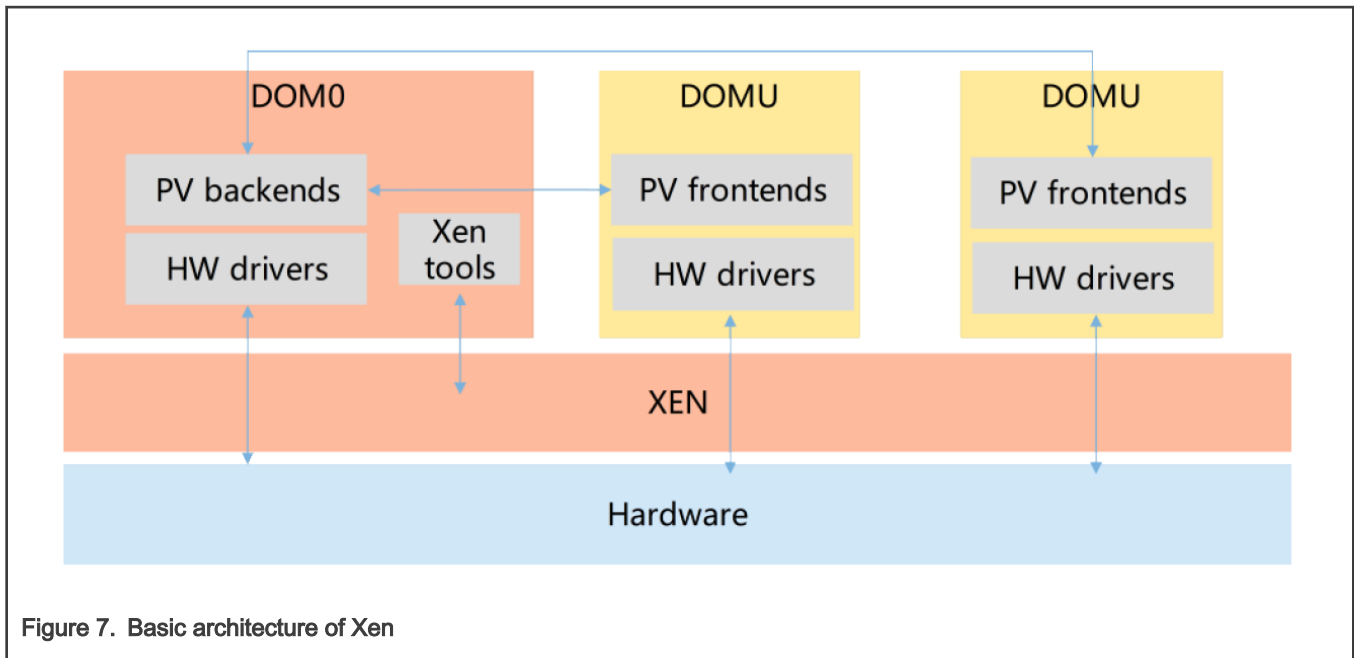 DOM0
PV backends
HW drivers
Xen
tools
DOMU
PV frontends
HW drivers
DOMU
PV frontends
HW drivers
XEN
Hardware
Figure 7. Basic architecture of Xen